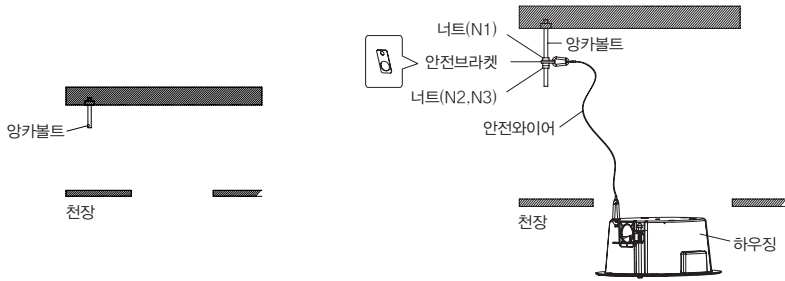 앙카볼트
천장
너트(N1)
앙카볼트
안전브라켓
너트(N2,N3)
안전와이어
천장
하우징